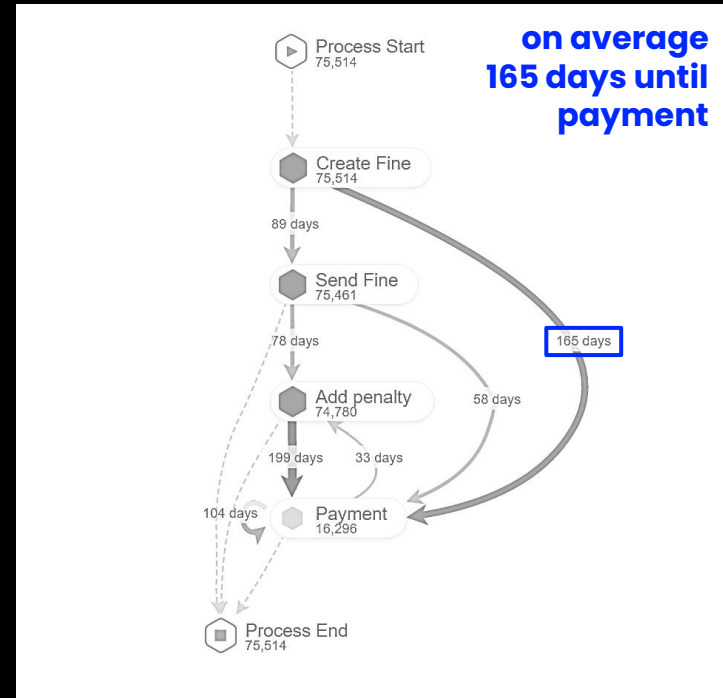 on average
165 days until
payment
Process Start
75,514
Create Fine
75,514
89 days
Send Fine
75,461
78 days
165 days
Add penalty
74,780
58 days
199 days
33 days
104 days
Payment
16,296
Process End
75,514